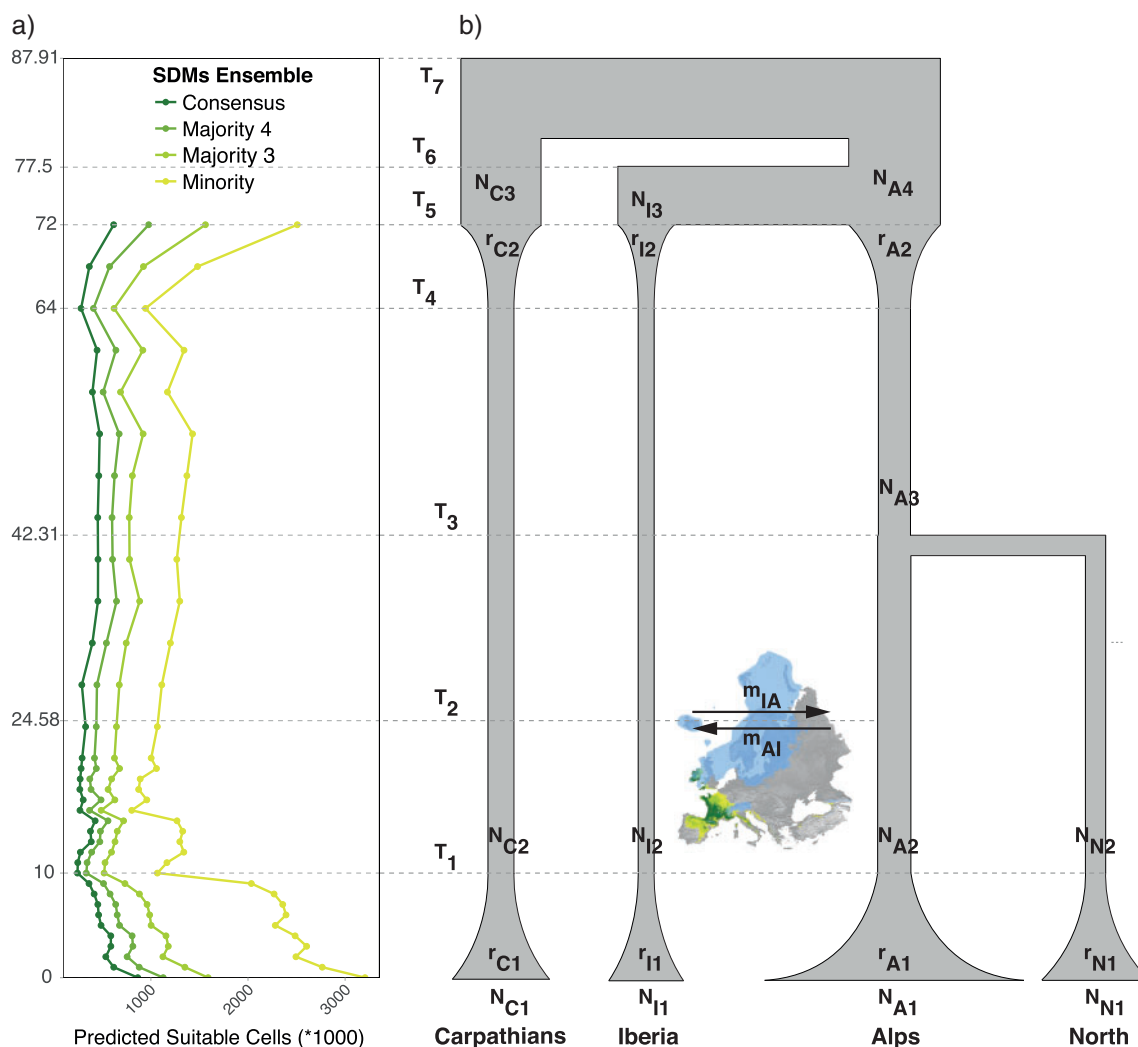 a)
b)
87.91
77.5
72
64
42.31
24.58
10
0
SDMs Ensemble
Consensus
Majority 4
Majority 3
Minority
1000
2000
3000
Predicted Suitable Cells (*1000)
T7
T6
T5
T4
T3
T2
T1
NC3
NI3
NA4
rC2
rI2
rA2
NA3
mIA
mAI
NC2
NI2
NA2
NN2
rC1
rI1
rA1
rN1
NC1
NI1
NA1
NN1
Carpathians
Iberia
Alps
North